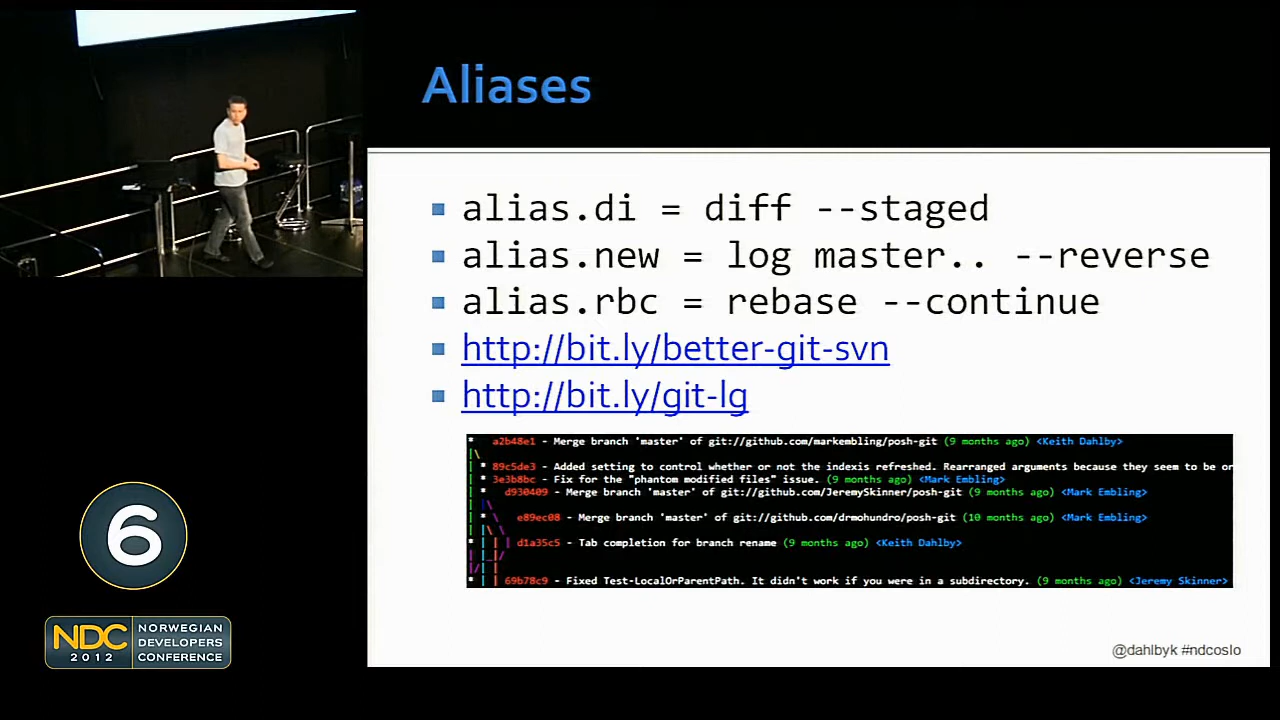 Aliases
alias.di = diff --staged
alias.new = log master.. --reverse
alias.rbc = rebase --continue
http://bit.ly/better-git-svn
http://bit.ly/git-lg
* a2b48e1 - Merge branch 'master' of git://github.com/markembling/posh-git (9 months ago) <Keith Dahlby>
* 89c5de3 - Added setting to control whether or not the indexis refreshed. Rearranged arguments because they seem to be or
* 3e3b8bc - Fix for the "phantom modified files" issue. (9 months ago) <Mark Embling>
* d930409 - Merge branch 'master' of git://github.com/JeremySkinner/posh-git (9 months ago) <Mark Embling>
* e89ec08 - Merge branch 'master' of git://github.com/drmohundro/posh-git (10 months ago) <Mark Embling>
* d1a35c5 - Tab completion for branch rename (9 months ago) <Keith Dahlby>
* 69b78c9 - Fixed Test-LocalOrParentPath. It didn't work if you were in a subdirectory. (9 months ago) <Jeremy Skinner>
@dahlbyk #ndcoslo
6
NDC
2012
NORWEGIAN
DEVELOPERS
CONFERENCE